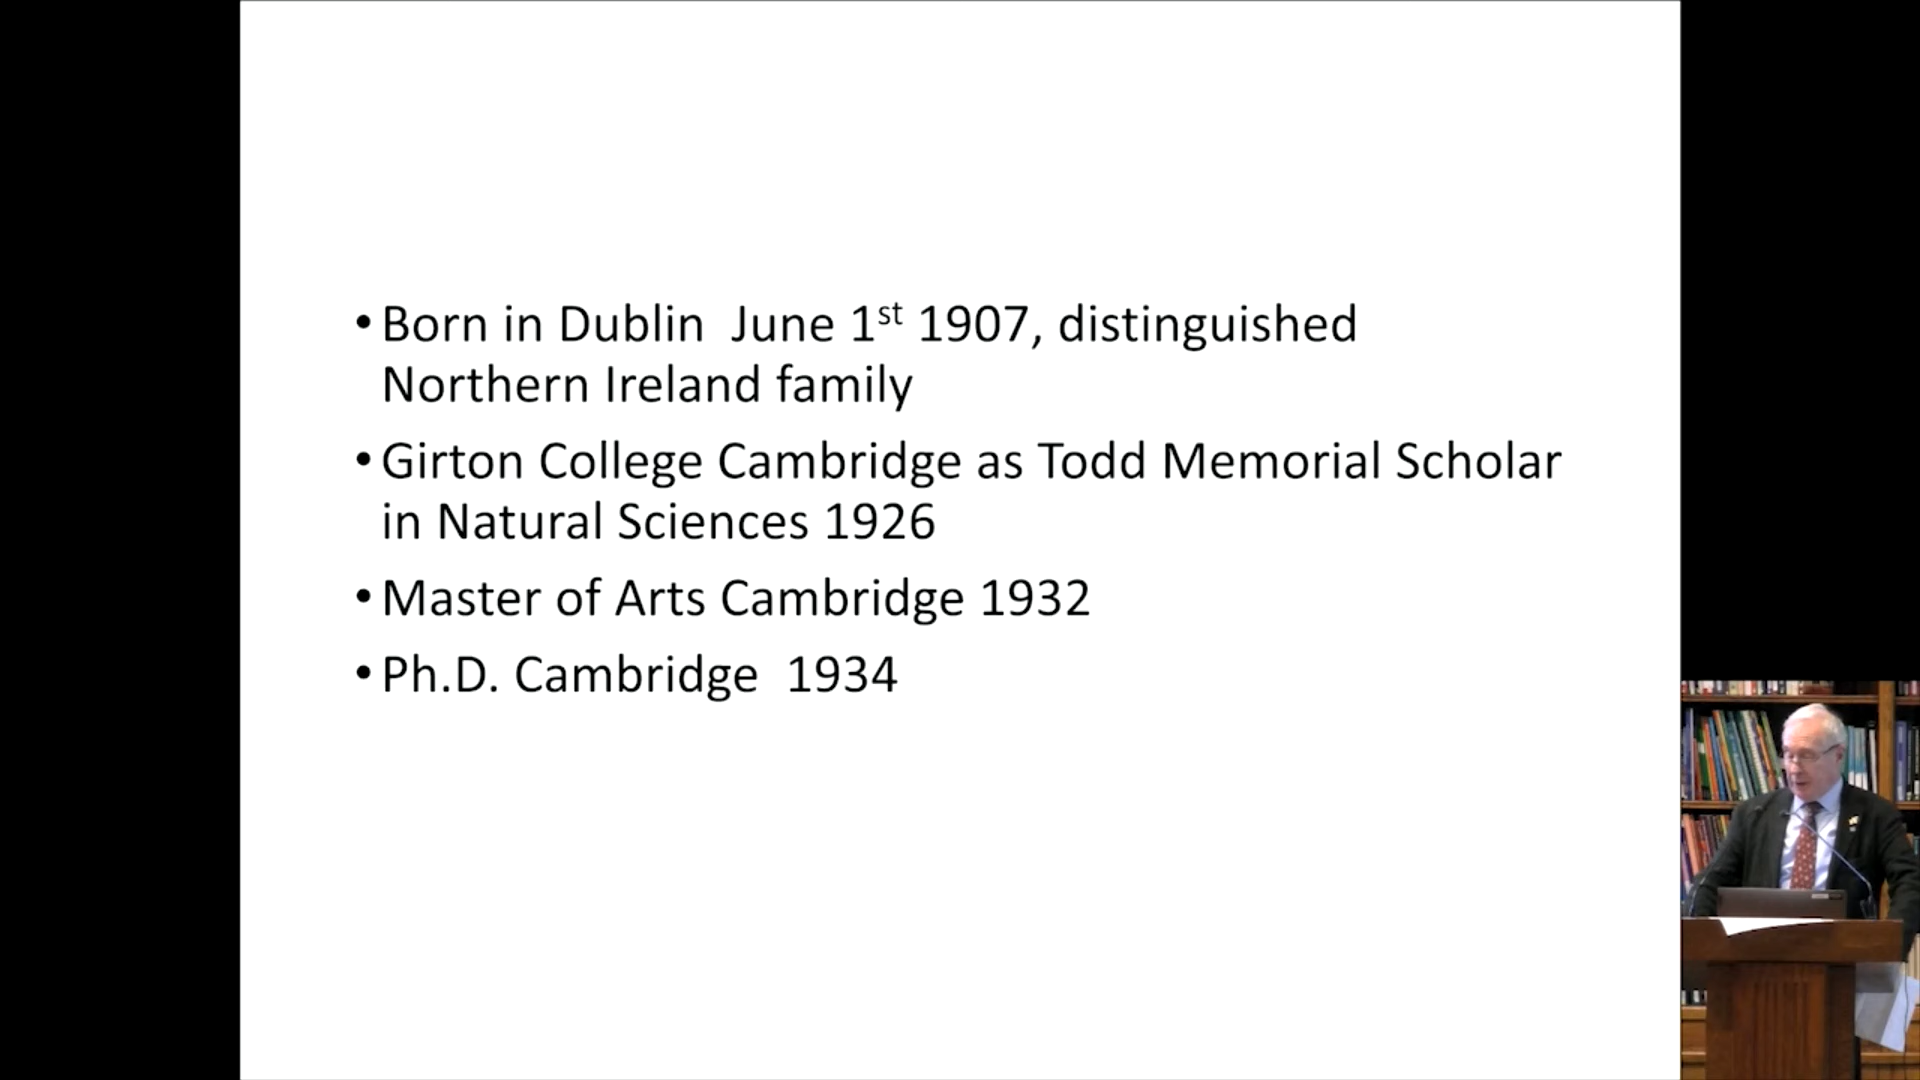 • Born in Dublin  June 1st 1907, distinguished
Northern Ireland family
• Girton College Cambridge as Todd Memorial Scholar
in Natural Sciences 1926
• Master of Arts Cambridge 1932
• Ph.D. Cambridge  1934